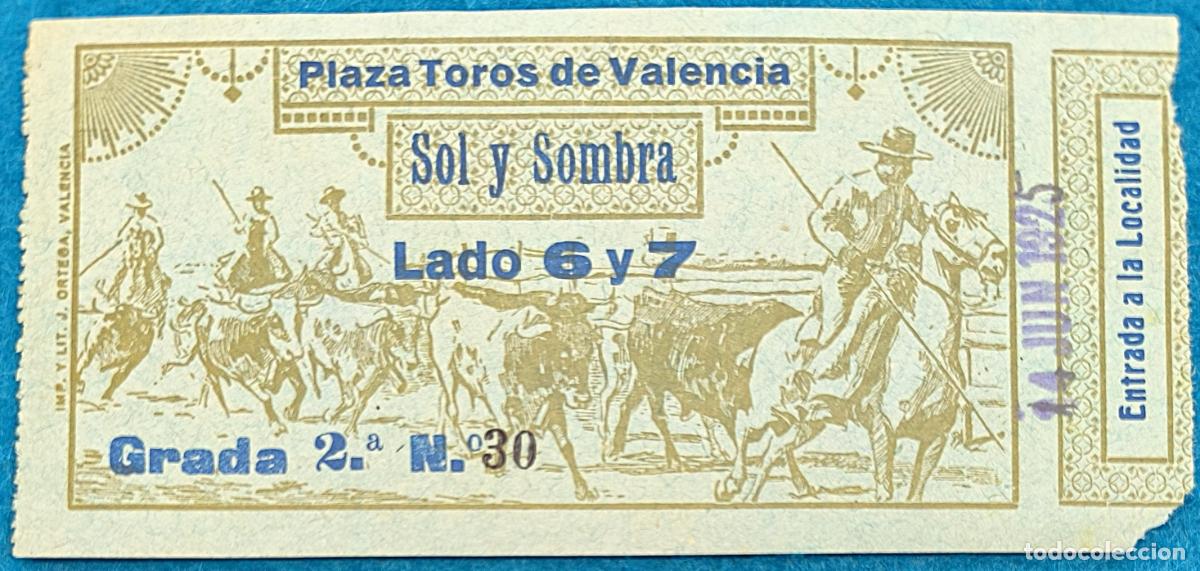 Plaza Toros de Valencia
Sol y Sombra
Lado 6 y 7
Grada 2.ª N.º 30
IMP. Y LIT. J. ORTEGA, VALENCIA
14 JUN 1925
Entrada a la Localidad
todocoleccion